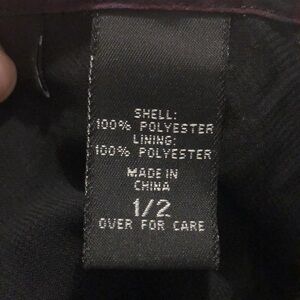 SHELL:
100% POLYESTER
LINING:
100% POLYESTER
MADE IN
CHINA
1/2
OVER FOR CARE